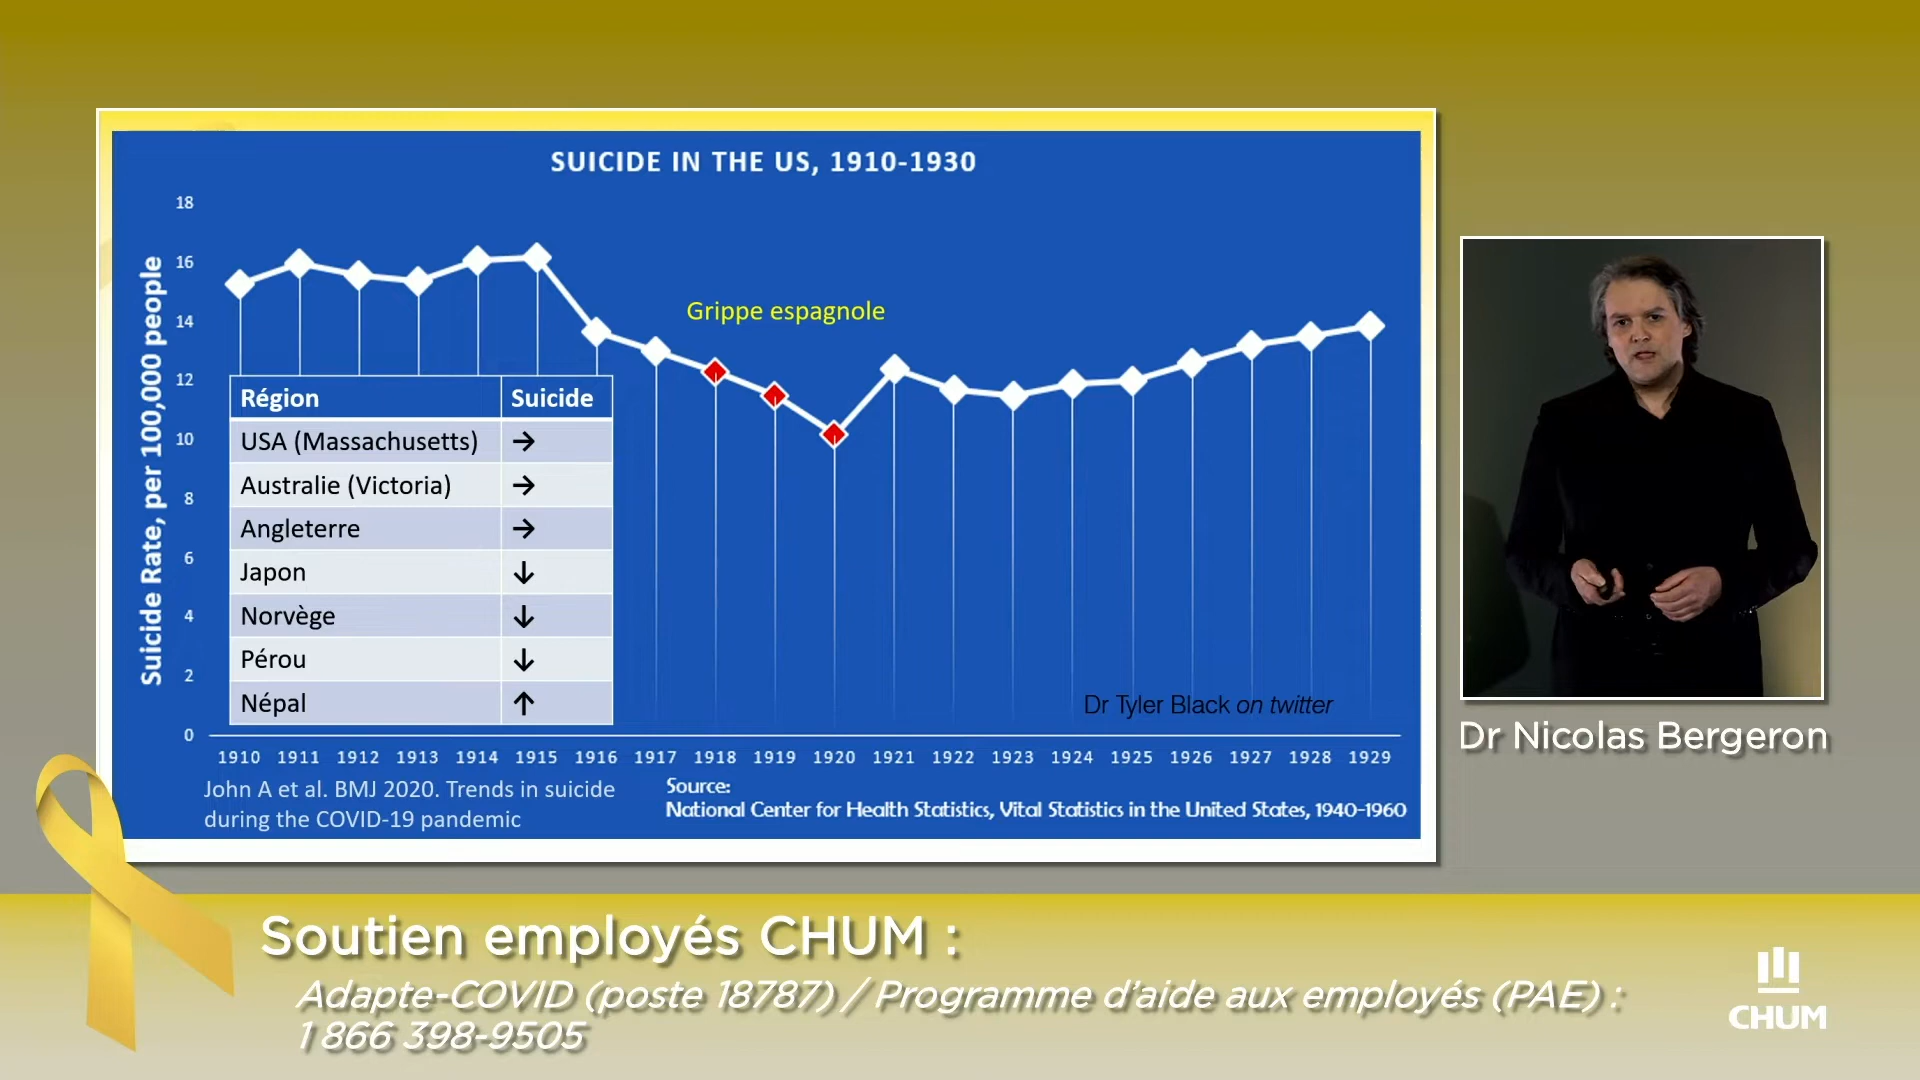 SUICIDE IN THE US, 1910-1930
Suicide Rate, per 100,000 people
18
16
14
12
10
8
6
4
2
0
Grippe espagnole
Région Suicide
USA (Massachusetts) →
Australie (Victoria) →
Angleterre →
Japon ↓
Norvège ↓
Pérou ↓
Népal ↑
Dr Tyler Black on twitter
1910 1911 1912 1913 1914 1915 1916 1917 1918 1919 1920 1921 1922 1923 1924 1925 1926 1927 1928 1929
John A et al. BMJ 2020. Trends in suicide
during the COVID-19 pandemic
Source:
National Center for Health Statistics, Vital Statistics in the United States, 1940-1960
Dr Nicolas Bergeron
Soutien employés CHUM :
Adapte-COVID (poste 18787) / Programme d'aide aux employés (PAE) :
1 866 398-9505
CHUM